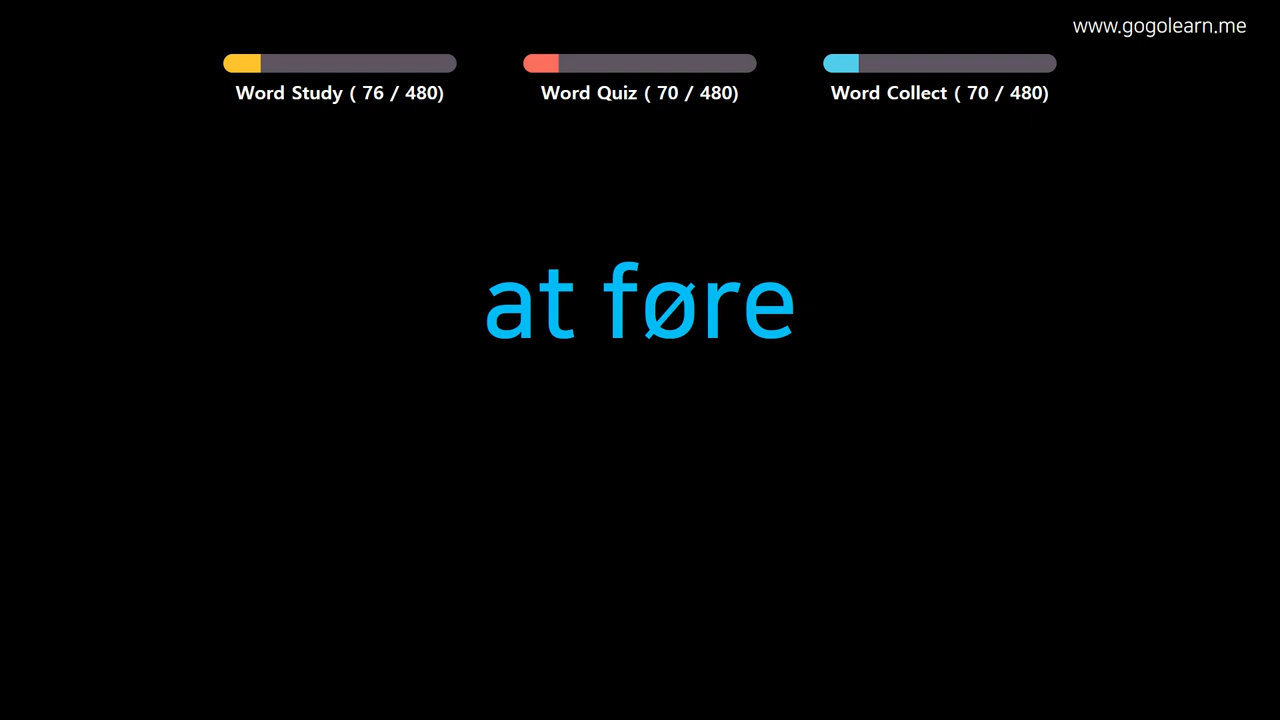 www.gogolearn.me
Word Study ( 76 / 480)
Word Quiz ( 70 / 480)
Word Collect ( 70 / 480)
at føre